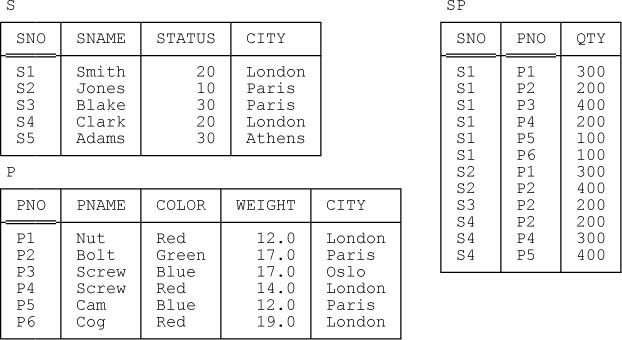 S
SNO SNAME STATUS CITY
S1 Smith 20 London
S2 Jones 10 Paris
S3 Blake 30 Paris
S4 Clark 20 London
S5 Adams 30 Athens
P
PNO PNAME COLOR WEIGHT CITY
P1 Nut Red 12.0 London
P2 Bolt Green 17.0 Paris
P3 Screw Blue 17.0 Oslo
P4 Screw Red 14.0 London
P5 Cam Blue 12.0 Paris
P6 Cog Red 19.0 London
SP
SNO PNO QTY
S1 P1 300
S1 P2 200
S1 P3 400
S1 P4 200
S1 P5 100
S1 P6 100
S2 P1 300
S2 P2 400
S3 P2 200
S4 P2 200
S4 P4 300
S4 P5 400